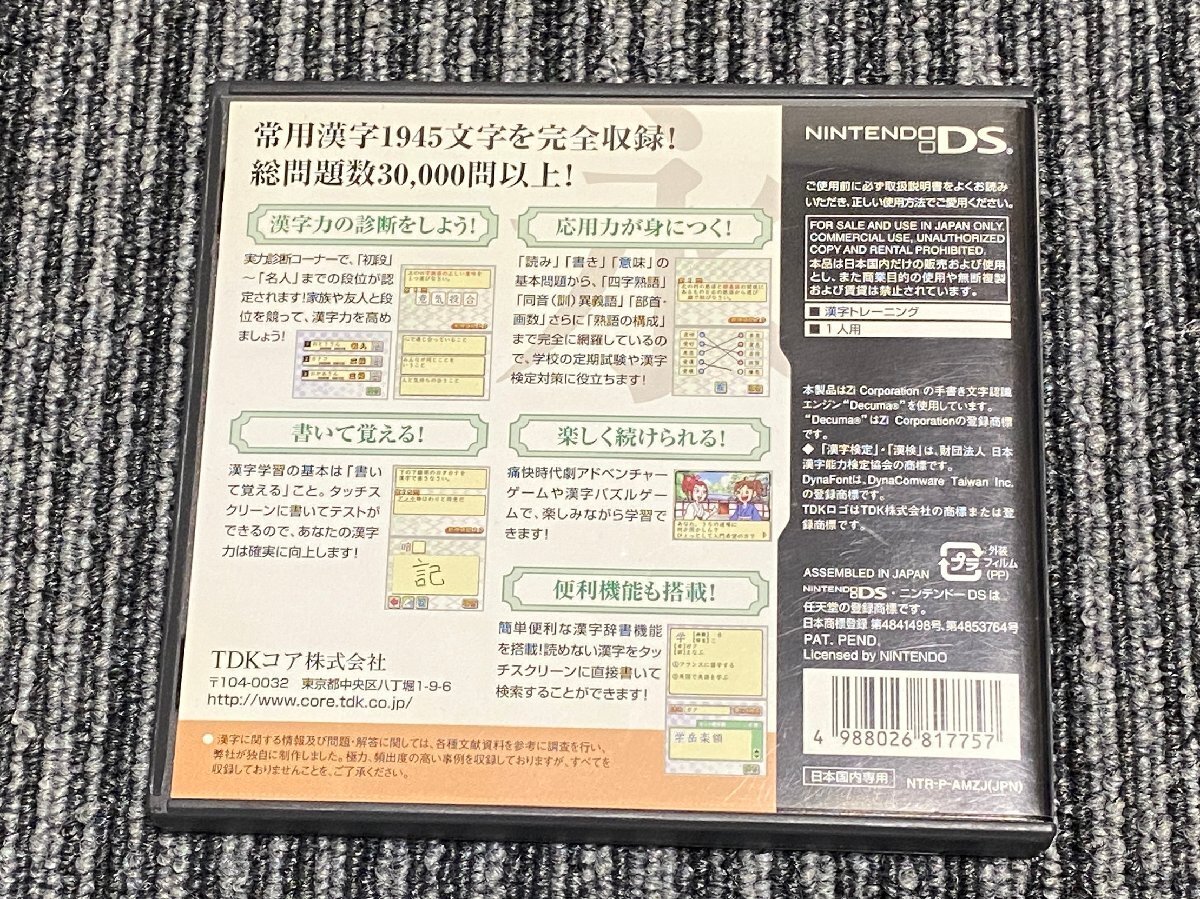 常用漢字1945文字を完全収録!
総問題数30,000問以上!
漢字力の診断をしよう!
実力診断コーナーで、「初段」
〜「名人」までの段位が認
定されます!家族や友人と段
位を競って、漢字力を高め
ましょう!
意気投合
応用力が身につく!
「読み」「書き」「意味」の
基本問題から、「四字熟語」
「同音(訓)異義語」「部首・
画数」さらに「熟語の構成」
まで完全に網羅しているの
で、学校の定期試験や漢字
検定対策に役立ちます!
書いて覚える!
漢字学習の基本は「書い
て覚える」こと。タッチス
クリーンに書いてテストが
できるので、あなたの漢字
力は確実に向上します!
暗
記
楽しく続けられる!
痛快時代劇アドベンチャー
ゲームや漢字パズルゲー
ムで、楽しみながら学習で
きます!
便利機能も搭載!
簡単便利な漢字辞書機能
を搭載!読めない漢字をタッ
チスクリーンに直接書いて
検索することができます!
学
学岳楽額
TDKコア株式会社
〒104-0032 東京都中央区八丁堀1-9-6
http://www.core.tdk.co.jp/
● 漢字に関する情報及び問題・解答に関しては、各種文献資料を参考に調査を行い、
弊社が独自に制作しました。極力、頻出度の高い事例を収録しておりますが、すべてを
収録しておりませんことを、ご了承ください。
NINTENDO DS®
ご使用前に必ず取扱説明書をよくお読み
いただき、正しい使用方法でご愛用ください。
FOR SALE AND USE IN JAPAN ONLY.
COMMERCIAL USE, UNAUTHORIZED
COPY AND RENTAL PROHIBITED.
本品は日本国内だけの販売および使用
とし、また商業目的の使用や無断複製
および賃貸は禁止されています。
■ 漢字トレーニング
■ 1人用
本製品はZi Corporation の手書き文字認識
エンジン“Decuma®”を使用しています。
“Decuma®”はZi Corporationの登録商標
です。
◆「漢字検定」・「漢検」は、財団法人 日本
漢字能力検定協会の商標です。
DynaFontは、DynaComware Taiwan Inc.
の登録商標です。
TDKロゴはTDK株式会社の商標または登
録商標です。
プラ
外装
フィルム
(PP)
ASSEMBLED IN JAPAN
NINTENDO DS・ニンテンドーDSは
任天堂の登録商標です。
日本商標登録 第4841498号、第4853764号
PAT. PEND.
Licensed by NINTENDO
4 988026 817757
日本国内専用
NTR-P-AMZJ(JPN)